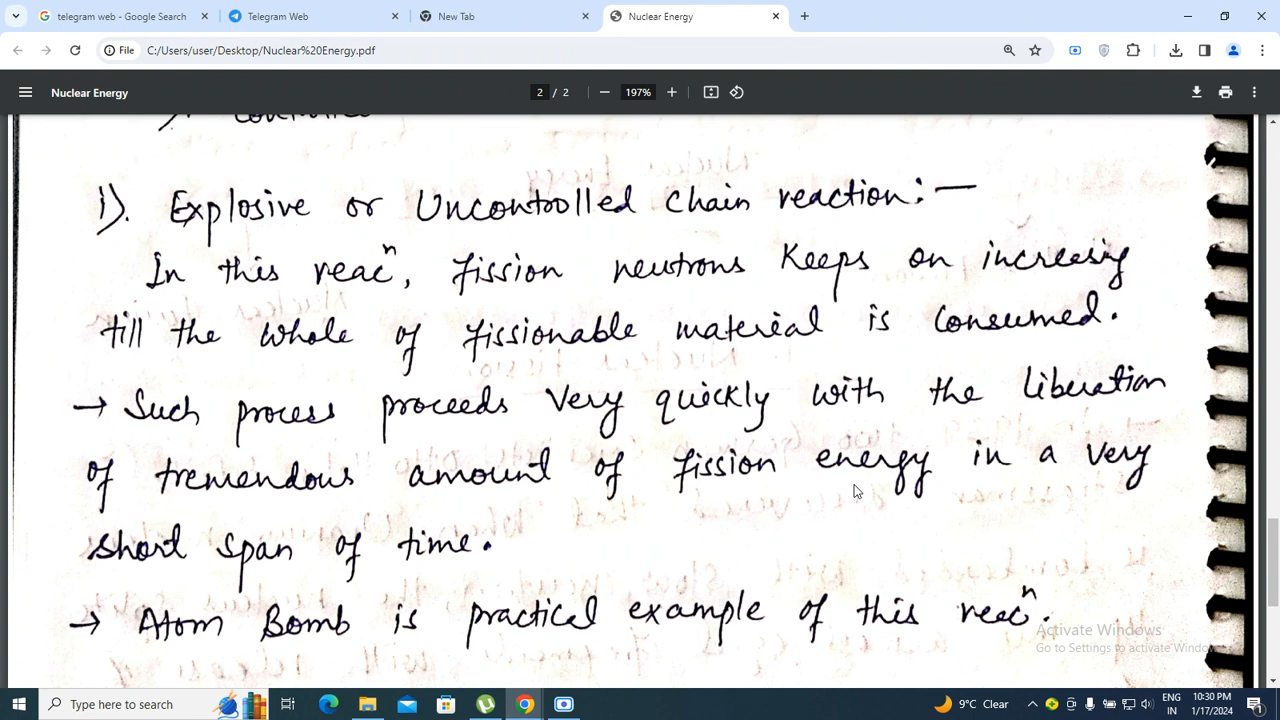 telegram web - Google Search
Telegram Web
New Tab
Nuclear Energy
File
C:/Users/user/Desktop/Nuclear%20Energy.pdf
Nuclear Energy
2 / 2
197%
i). Explosive or Uncontrolled chain reaction:-
In this reacⁿ, fission neutrons keeps on increasing
till the whole of fissionable material is consumed.
→ Such process proceeds very quickly with the liberation
of tremendous amount of fission energy in a very
short span of time.
→ Atom Bomb is practical example of this reacⁿ.
Activate Windows
Go to Settings to activate Windows.
Type here to search
9°C Clear
ENG
IN
10:30 PM
1/17/2024